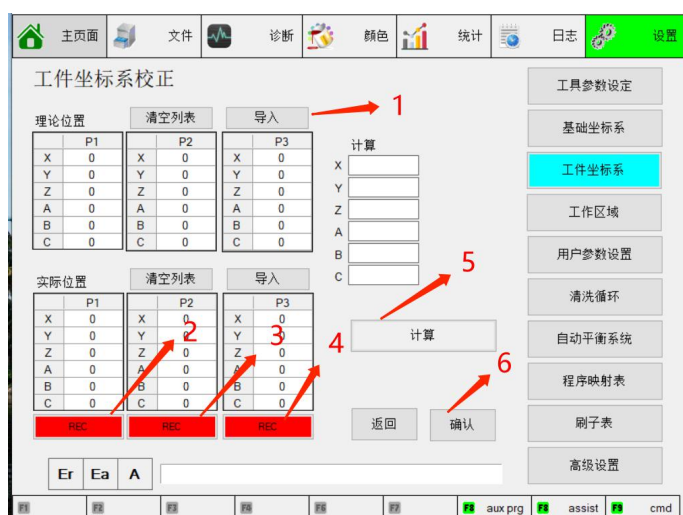 主页面 文件 诊断 颜色 统计 日志 设置
工件坐标系校正
理论位置 清空列表 导入 1
P1 P2 P3
X 0 X 0 X 0
Y 0 Y 0 Y 0
Z 0 Z 0 Z 0
A 0 A 0 A 0
B 0 B 0 B 0
C 0 C 0 C 0
计算
X
Y
Z
A
B
C
实际位置 清空列表 导入
P1 P2 P3
X 0 X 0 X 0
Y 0 Y 0 Y 0
Z 0 Z 0 Z 0
A 0 A 0 A 0
B 0 B 0 B 0
C 0 C 0 C 0
2 3 4
REC REC REC
5
计算
6
返回 确认
工具参数设定
基础坐标系
工件坐标系
工作区域
用户参数设置
清洗循环
自动平衡系统
程序映射表
刷子表
高级设置
Er Ea A
F1 F2 F3 F4 F6 F7 F8 aux prg F8 assist F9 cmd